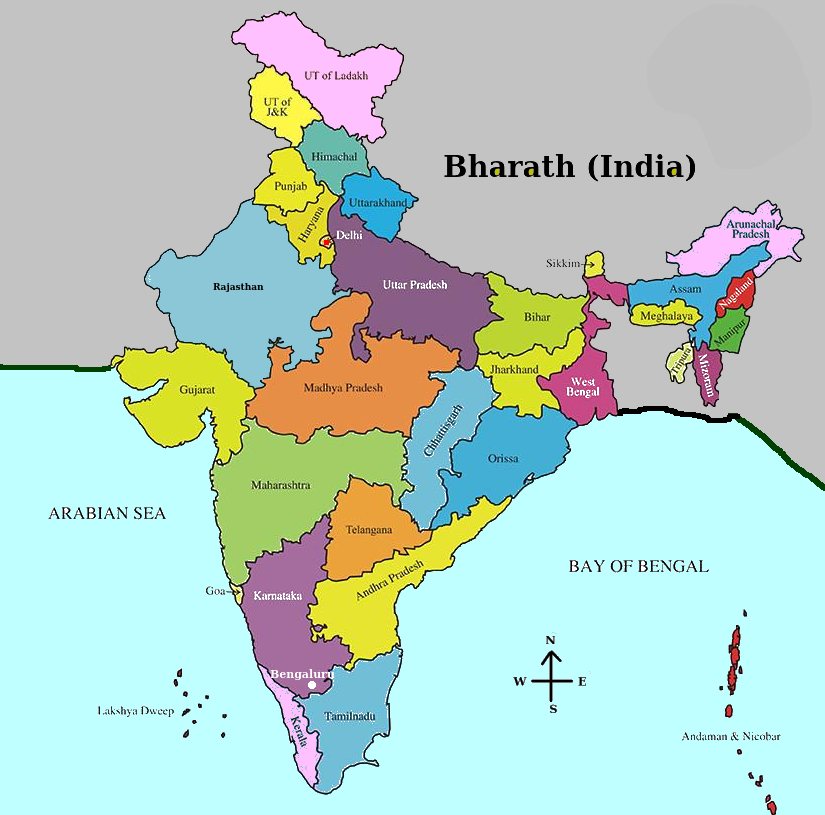 UT of Ladakh
UT of
J&K
Himachal
Bharath (India)
Punjab
Uttarakhand
Haryana
Delhi
Arunachal
Pradesh
Sikkim
Rajasthan
Uttar Pradesh
Assam
Nagaland
Bihar
Meghalaya
Manipur
Gujarat
Madhya Pradesh
Jharkhand
West
Bengal
Tripura
Mizoram
Chhattisgarh
Orissa
Maharashtra
ARABIAN SEA
Telangana
BAY OF BENGAL
Andhra Pradesh
Goa
Karnataka
N
W E
S
Bengaluru
Lakshya Dweep
Tamilnadu
Kerala
Andaman & Nicobar